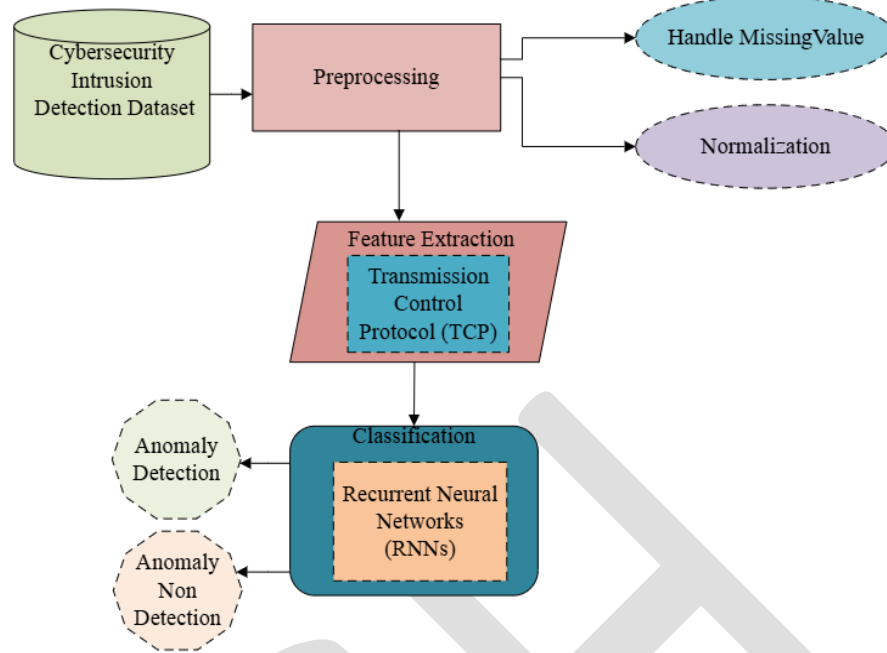 Cybersecurity
Intrusion
Detection Dataset
Preprocessing
Handle MissingValue
Normalization
Feature Extraction
Transmission
Control
Protocol (TCP)
Classification
Recurrent Neural
Networks
(RNNs)
Anomaly
Detection
Anomaly
Non
Detection